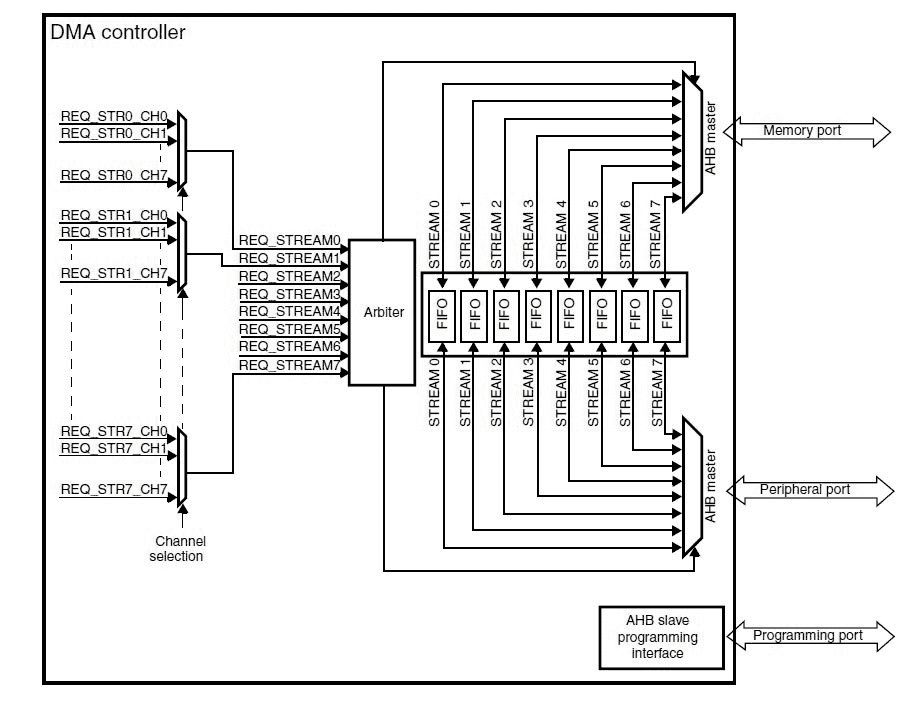 DMA controller
REQ_STR0_CH0
REQ_STR0_CH1
REQ_STR0_CH7
REQ_STR1_CH0
REQ_STR1_CH1
REQ_STR1_CH7
REQ_STR7_CH0
REQ_STR7_CH1
REQ_STR7_CH7
Channel
selection
REQ_STREAM0
REQ_STREAM1
REQ_STREAM2
REQ_STREAM3
REQ_STREAM4
REQ_STREAM5
REQ_STREAM6
REQ_STREAM7
Arbiter
STREAM 0
STREAM 1
STREAM 2
STREAM 3
STREAM 4
STREAM 5
STREAM 6
STREAM 7
FIFO
FIFO
FIFO
FIFO
FIFO
FIFO
FIFO
FIFO
STREAM 0
STREAM 1
STREAM 2
STREAM 3
STREAM 4
STREAM 5
STREAM 6
STREAM 7
AHB master
Memory port
AHB master
Peripheral port
AHB slave
programming
interface
Programming port